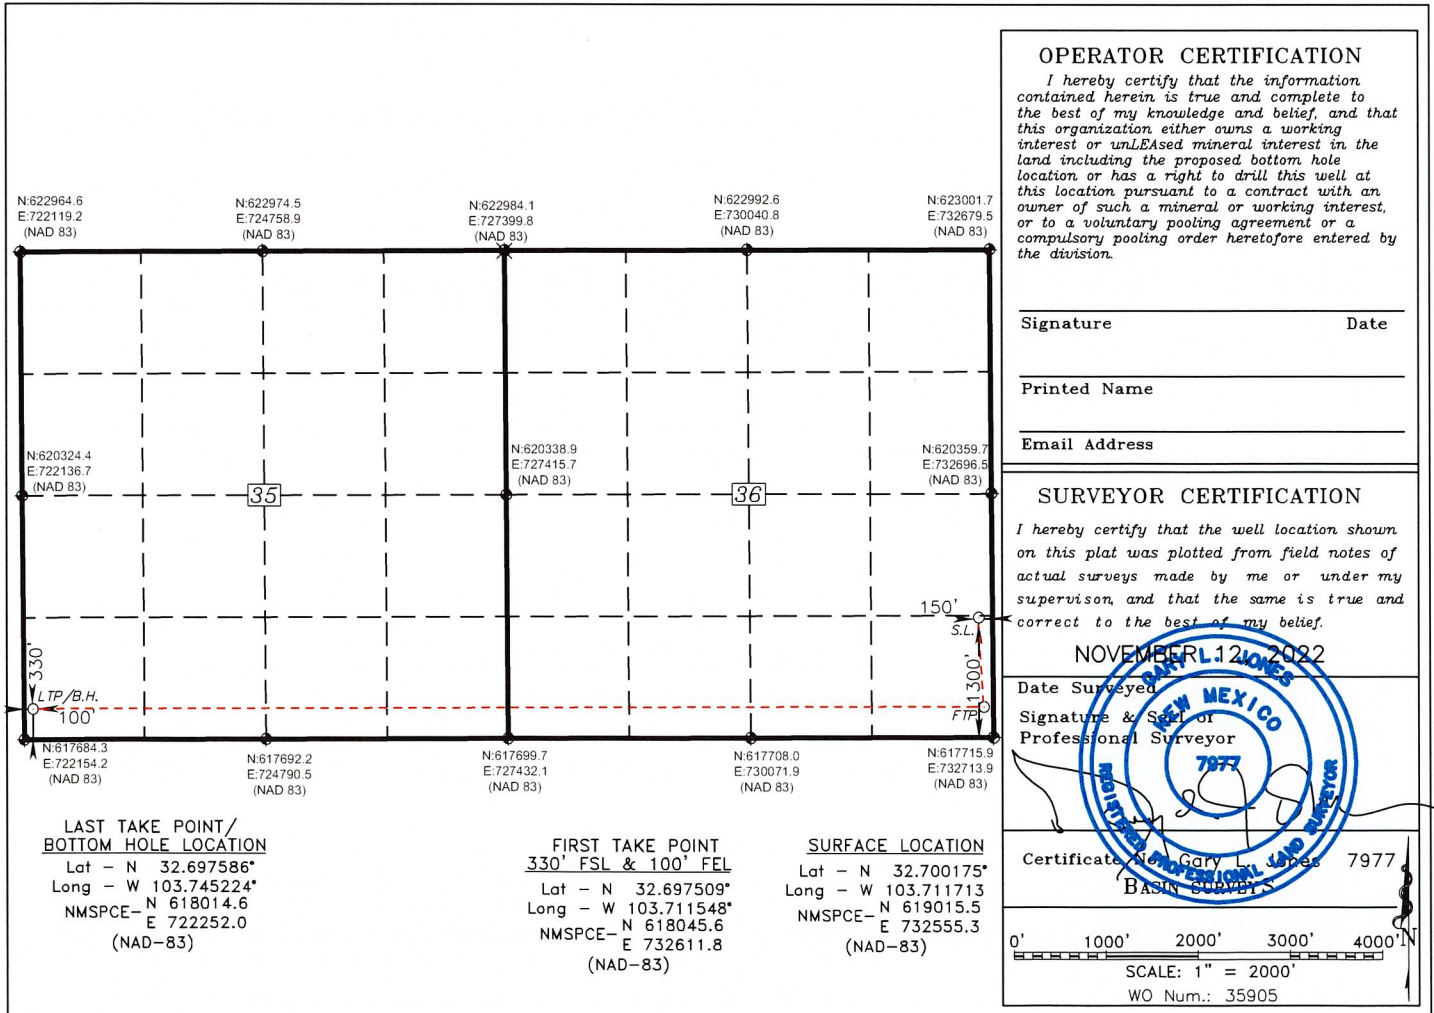 N:622964.6
E:722119.2
(NAD 83)
N:622974.5
E:724758.9
(NAD 83)
N:622984.1
E:727399.8
(NAD 83)
N:622992.6
E:730040.8
(NAD 83)
N:623001.7
E:732679.5
(NAD 83)
N:620324.4
E:722136.7
(NAD 83)
N:620338.9
E:727415.7
(NAD 83)
N:620359.7
E:732696.5
(NAD 83)
35
36
150'
S.L.
330'
1300'
LTP/B.H.
100'
FTP
N:617684.3
E:722154.2
(NAD 83)
N:617692.2
E:724790.5
(NAD 83)
N:617699.7
E:727432.1
(NAD 83)
N:617708.0
E:730071.9
(NAD 83)
N:617715.9
E:732713.9
(NAD 83)
LAST TAKE POINT/
BOTTOM HOLE LOCATION
Lat - N 32.697586°
Long - W 103.745224°
NMSPCE- N 618014.6
E 722252.0
(NAD-83)
FIRST TAKE POINT
330' FSL & 100' FEL
Lat - N 32.697509°
Long - W 103.711548°
NMSPCE- N 618045.6
E 732611.8
(NAD-83)
SURFACE LOCATION
Lat - N 32.700175°
Long - W 103.711713
NMSPCE- N 619015.5
E 732555.3
(NAD-83)
OPERATOR CERTIFICATION
I hereby certify that the information
contained herein is true and complete to
the best of my knowledge and belief, and that
this organization either owns a working
interest or unLEAsed mineral interest in the
land including the proposed bottom hole
location or has a right to drill this well at
this location pursuant to a contract with an
owner of such a mineral or working interest,
or to a voluntary pooling agreement or a
compulsory pooling order heretofore entered by
the division.
Signature Date
Printed Name
Email Address
SURVEYOR CERTIFICATION
I hereby certify that the well location shown
on this plat was plotted from field notes of
actual surveys made by me or under my
supervison, and that the same is true and
correct to the best of my belief.
NOVEMBER 12, 2022
Date Surveyed
Signature & Seal of
Professional Surveyor
GARY L. JONES
NEW MEXICO
7977
REGISTERED PROFESSIONAL LAND SURVEYOR
Certificate No. Gary L. Jones 7977
BASIN SURVEYS
0' 1000' 2000' 3000' 4000'
N
SCALE: 1" = 2000'
WO Num.: 35905